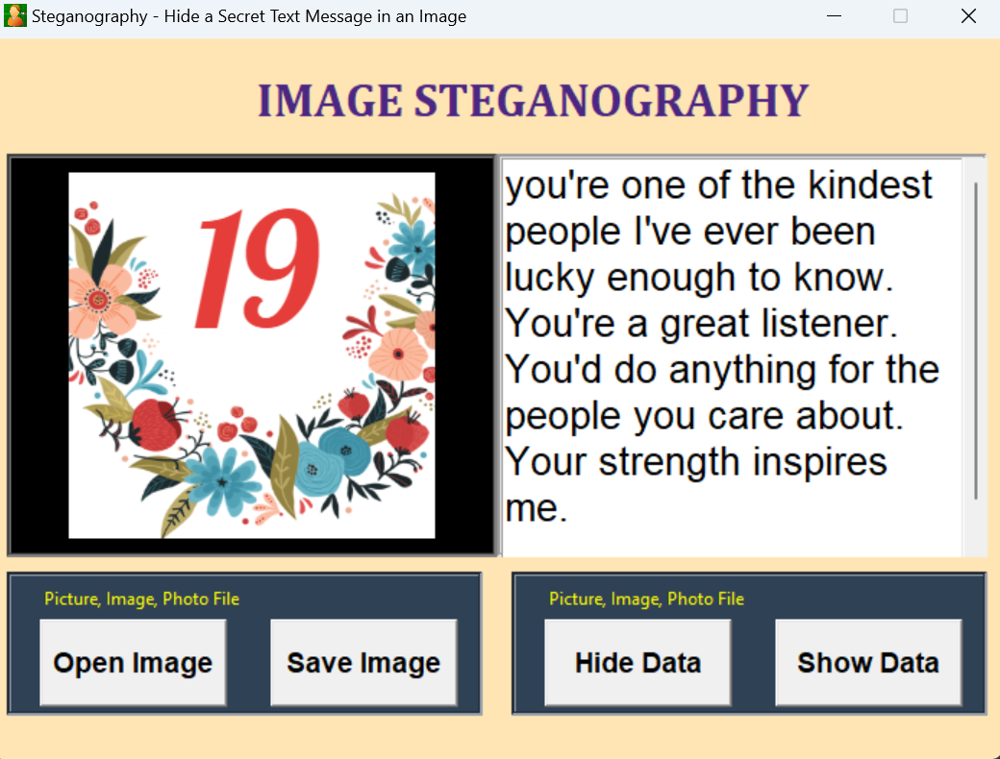 Steganography - Hide a Secret Text Message in an Image
IMAGE STEGANOGRAPHY
19
you're one of the kindest
people I've ever been
lucky enough to know.
You're a great listener.
You'd do anything for the
people you care about.
Your strength inspires
me.
Picture, Image, Photo File
Open Image
Save Image
Picture, Image, Photo File
Hide Data
Show Data